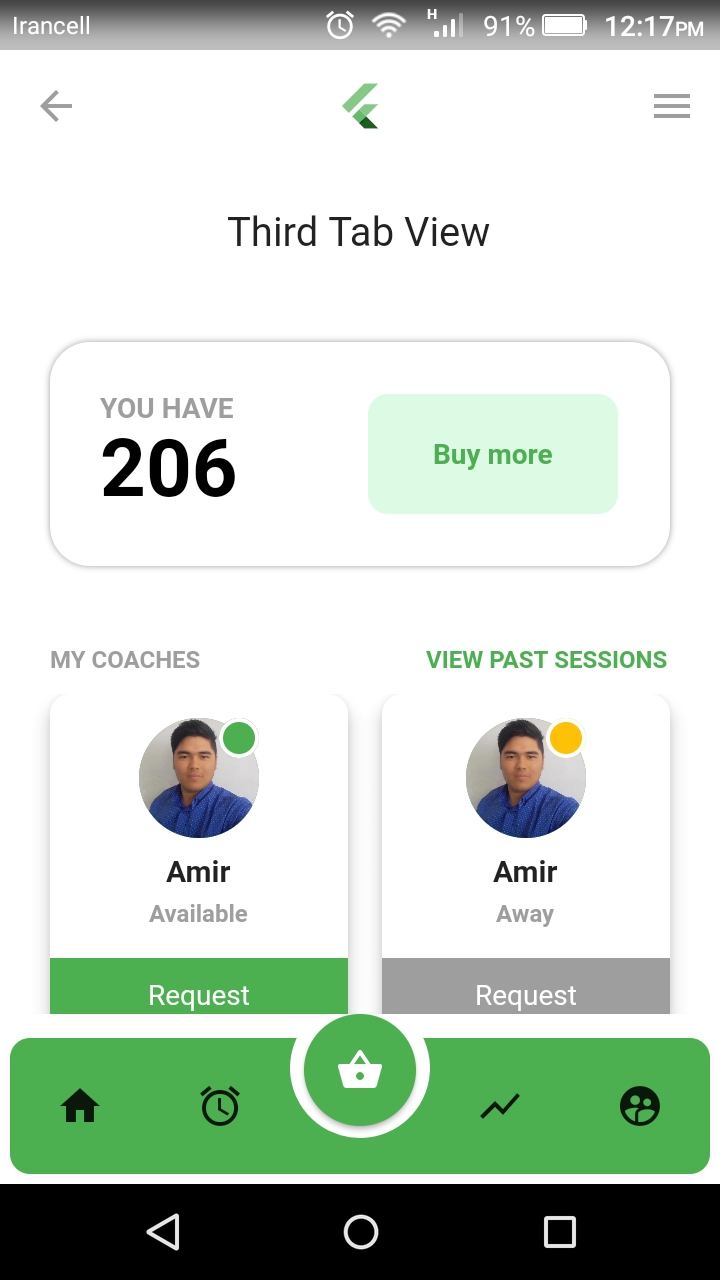 Irancell H 91% 12:17PM
Third Tab View
YOU HAVE
206
Buy more
MY COACHES VIEW PAST SESSIONS
Amir Amir
Available Away
Request Request